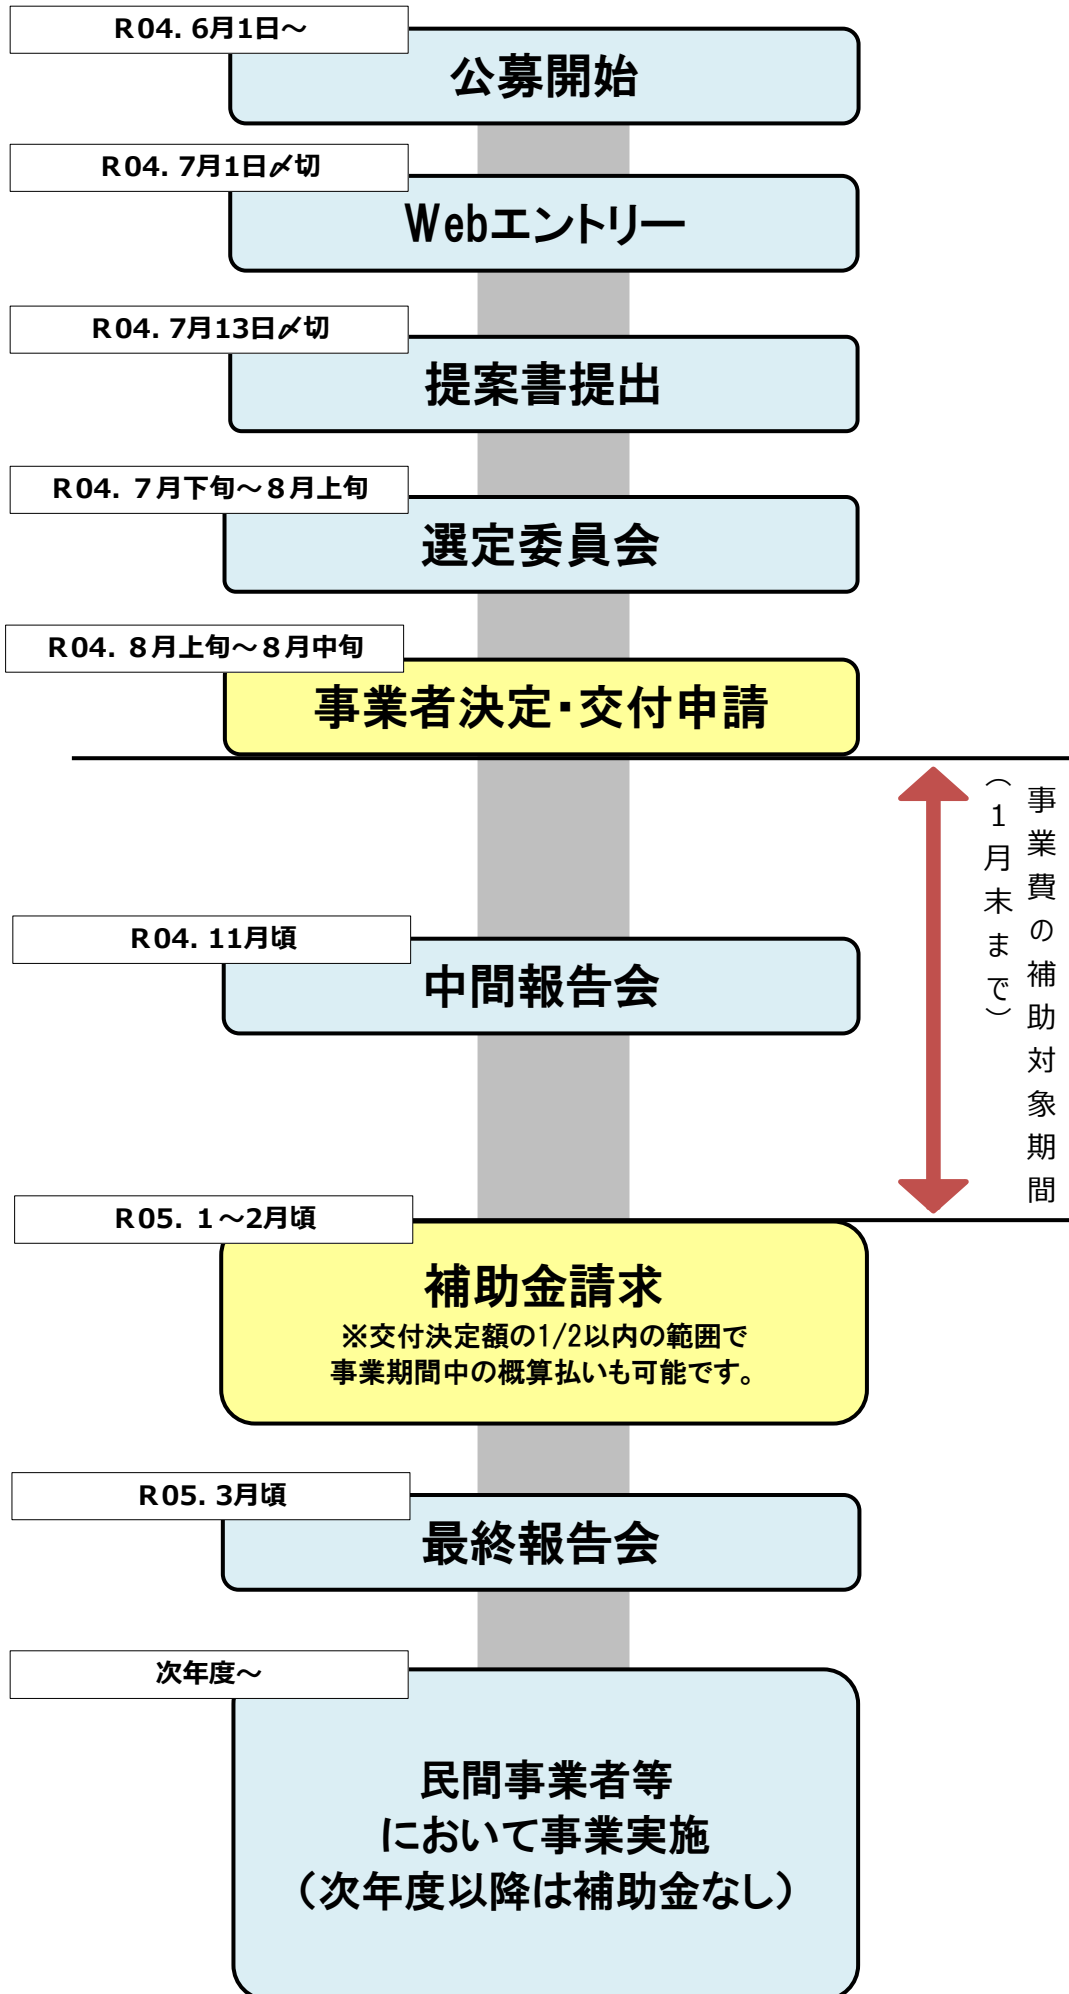 R04. 6月1日～
公募開始
R04. 7月1日〆切
Webエントリー
R04. 7月13日〆切
提案書提出
R04. ７月下旬～８月上旬
選定委員会
R04. ８月上旬～８月中旬
事業者決定・交付申請
事業費の補助対象期間
（１月末まで）
R04. 11月頃
中間報告会
R05. １～2月頃
補助金請求
※交付決定額の1/2以内の範囲で
事業期間中の概算払いも可能です。
R05. 3月頃
最終報告会
次年度～
民間事業者等
において事業実施
（次年度以降は補助金なし）